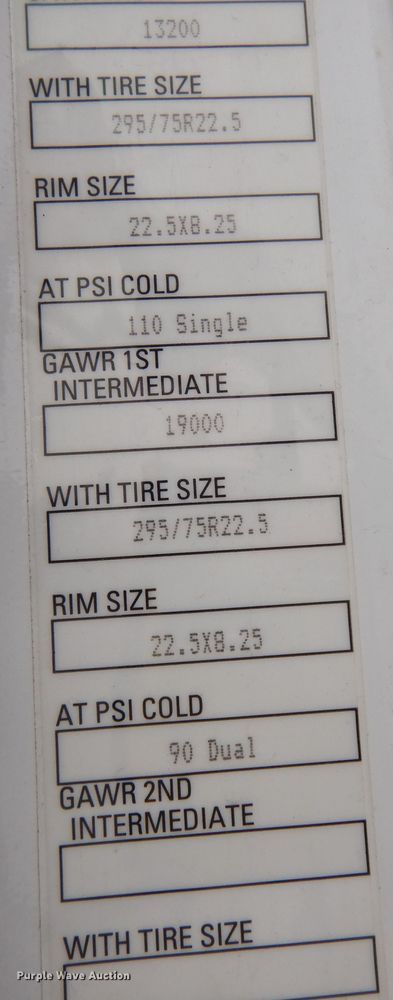 13200
WITH TIRE SIZE
295/75R22.5
RIM SIZE
22.5X8.25
AT PSI COLD
110 Single
GAWR 1ST
INTERMEDIATE
19000
WITH TIRE SIZE
295/75R22.5
RIM SIZE
22.5X8.25
AT PSI COLD
90 Dual
GAWR 2ND
INTERMEDIATE
WITH TIRE SIZE
Purple Wave Auction